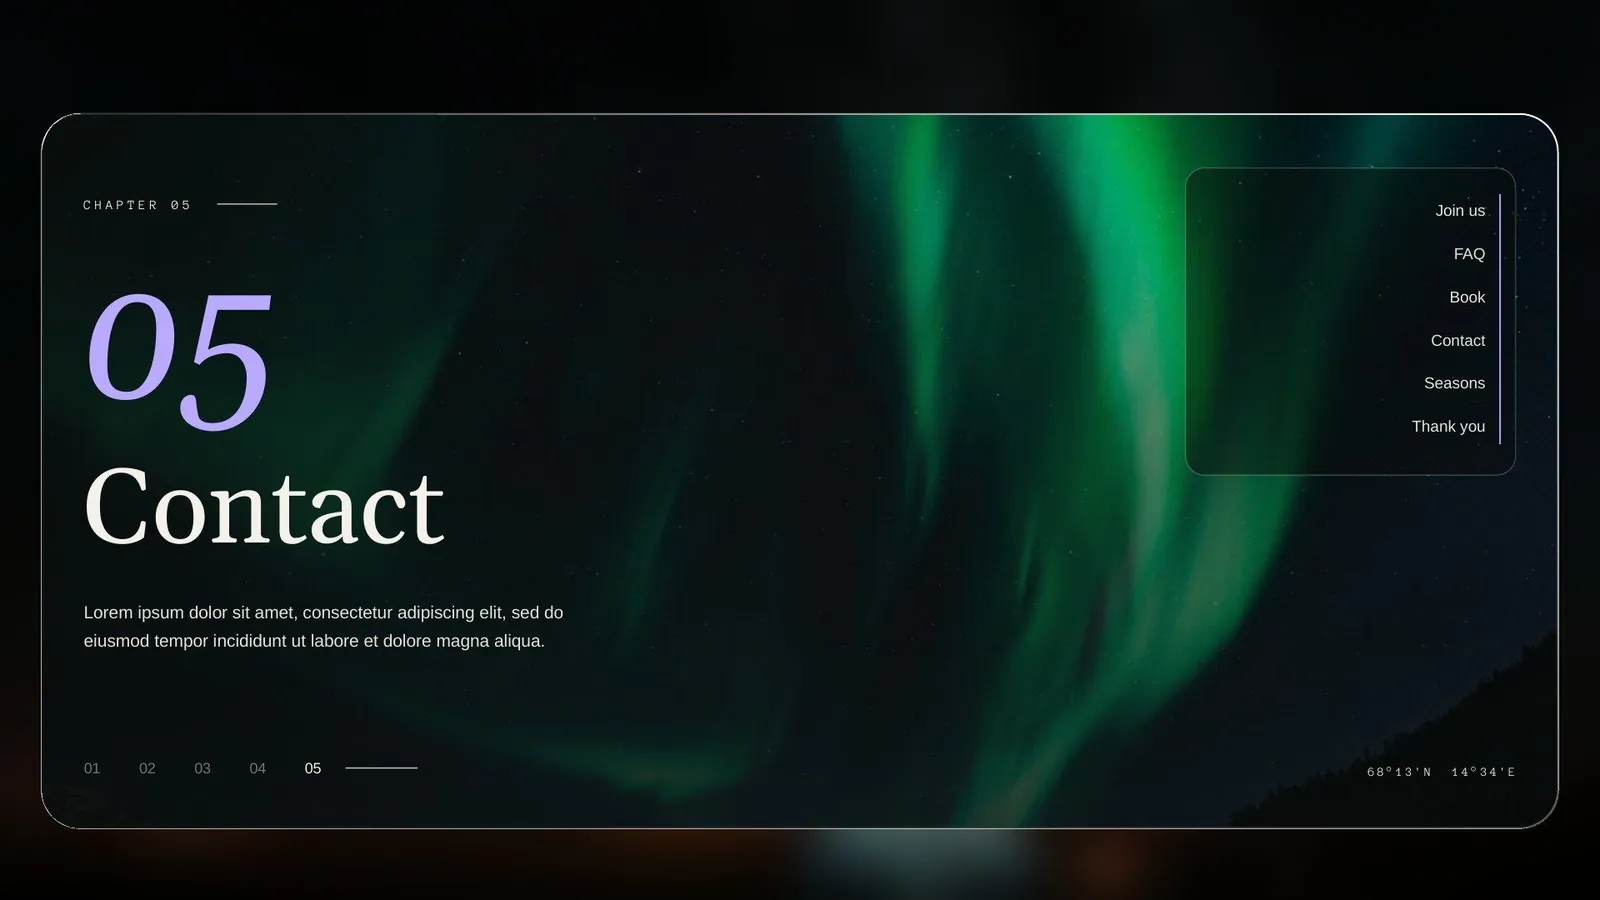 CHAPTER 05
05
Contact
Lorem ipsum dolor sit amet, consectetur adipiscing elit, sed do
eiusmod tempor incididunt ut labore et dolore magna aliqua.
01 02 03 04 05
Join us
FAQ
Book
Contact
Seasons
Thank you
68°13'N 14°34'E